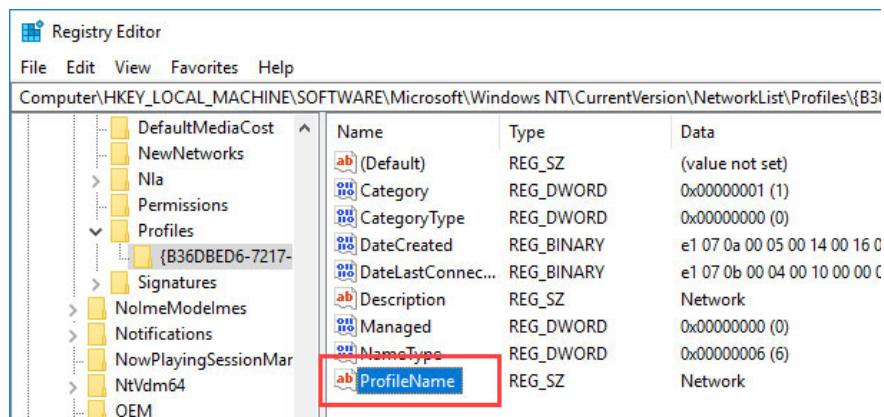 Registry Editor
File Edit View Favorites Help
Computer\HKEY_LOCAL_MACHINE\SOFTWARE\Microsoft\Windows NT\CurrentVersion\NetworkList\Profiles\{B36
DefaultMediaCost
NewNetworks
Nla
Permissions
Profiles
{B36DBED6-7217-
Signatures
NoImeModeImes
Notifications
NowPlayingSessionMar
NtVdm64
OEM
Name Type Data
(Default) REG_SZ (value not set)
Category REG_DWORD 0x00000001 (1)
CategoryType REG_DWORD 0x00000000 (0)
DateCreated REG_BINARY e1 07 0a 00 05 00 14 00 16 0
DateLastConnec... REG_BINARY e1 07 0b 00 04 00 10 00 00 0
Description REG_SZ Network
Managed REG_DWORD 0x00000000 (0)
NameType REG_DWORD 0x00000006 (6)
ProfileName REG_SZ Network